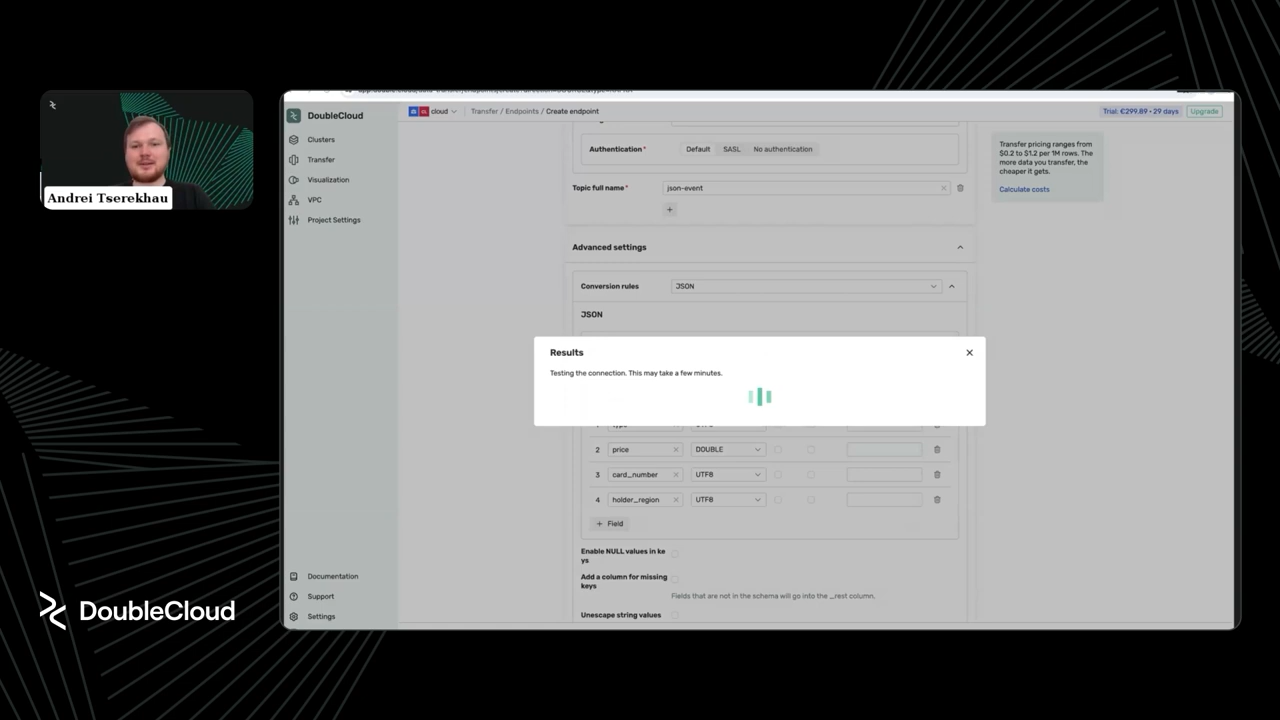 DoubleCloud
cloud
Transfer / Endpoints / Create endpoint
Trial: €299.89 • 29 days
Upgrade
Clusters
Transfer
Visualization
VPC
Project Settings
Authentication*
Default
SASL
No authentication
Topic full name*
json-event
Transfer pricing ranges from
$0.2 to $1.2 per 1M rows. The
more data you transfer, the
cheaper it gets.
Calculate costs
Andrei Tserekhau
Advanced settings
Conversion rules
JSON
JSON
Results
Testing the connection. This may take a few minutes.
2 price DOUBLE
3 card_number UTF8
4 holder_region UTF8
+ Field
Enable NULL values in ke
ys
Add a column for missing
keys
Fields that are not in the schema will go into the _rest column.
Unescape string values
Documentation
Support
Settings
DoubleCloud